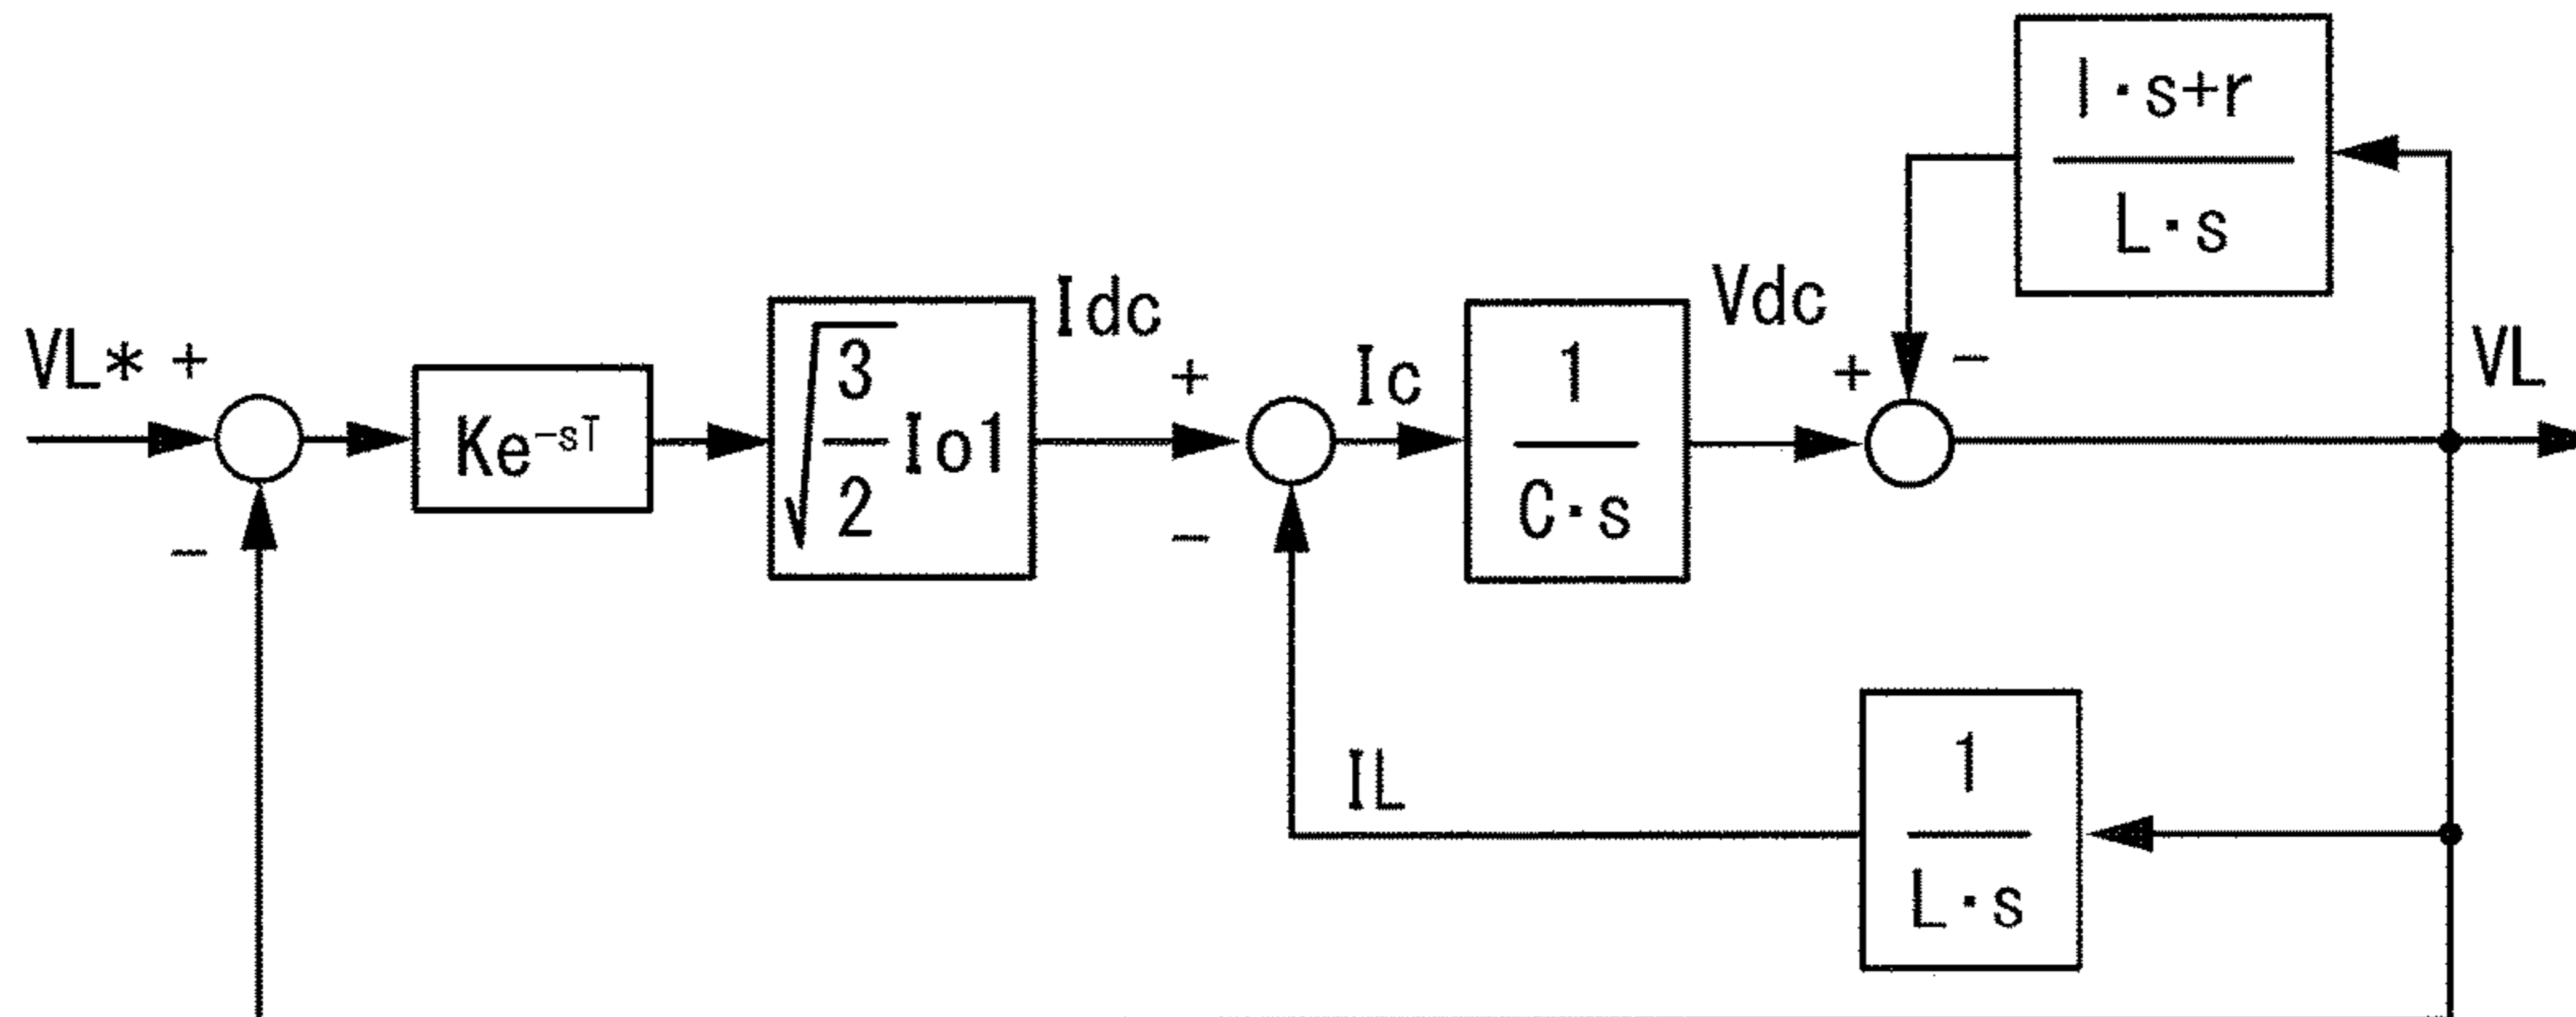 l·s+r
L·s
VL* +
-
Ke^-sT
√3/2 Io1
Idc
+
-
Ic
1
C·s
Vdc
+ -
VL
IL
1
L·s